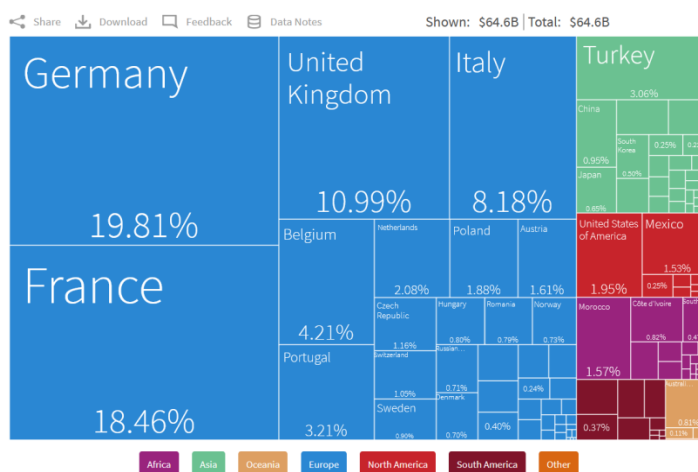 Share Download Feedback Data Notes Shown: $64.6B Total: $64.6B
Germany
19.81%
France
18.46%
United
Kingdom
10.99%
Italy
8.18%
Belgium
4.21%
Portugal
3.21%
Netherlands
2.08%
Poland
1.88%
Austria
1.61%
Czech
Republic
1.16%
Switzerland
1.05%
Sweden
0.90%
Hungary
0.80%
Romania
0.79%
Norway
0.73%
Russian...
0.71%
Denmark
0.70%
0.40%
0.24%
Turkey
3.06%
China
0.95%
Japan
South
Korea
0.50%
0.25%
United States
of America
1.95%
Mexico
1.53%
0.25%
Morocco
1.57%
Côte d'Ivoire
0.82%
South
0.37%
Australi...
0.61%
0.11%
Africa Asia Oceania Europe North America South America Other